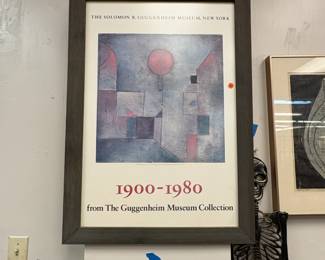 THE SOLOMON R. GUGGENHEIM MUSEUM, NEW YORK
1900-1980
from The Guggenheim Museum Collection